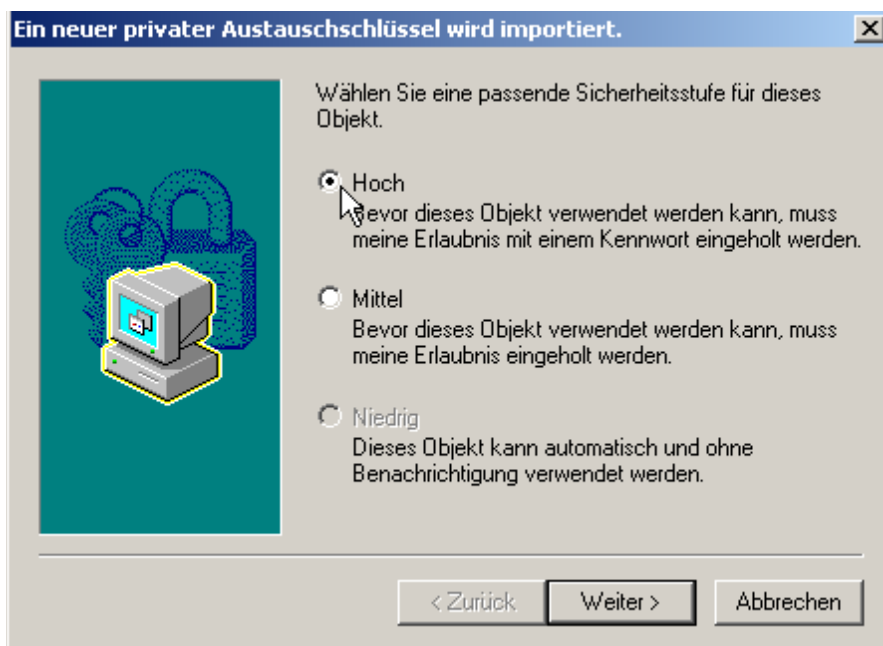 Ein neuer privater Austauschschlüssel wird importiert.
Wählen Sie eine passende Sicherheitsstufe für dieses
Objekt.
Hoch
Bevor dieses Objekt verwendet werden kann, muss
meine Erlaubnis mit einem Kennwort eingeholt werden.
Mittel
Bevor dieses Objekt verwendet werden kann, muss
meine Erlaubnis eingeholt werden.
Niedrig
Dieses Objekt kann automatisch und ohne
Benachrichtigung verwendet werden.
< Zurück Weiter > Abbrechen